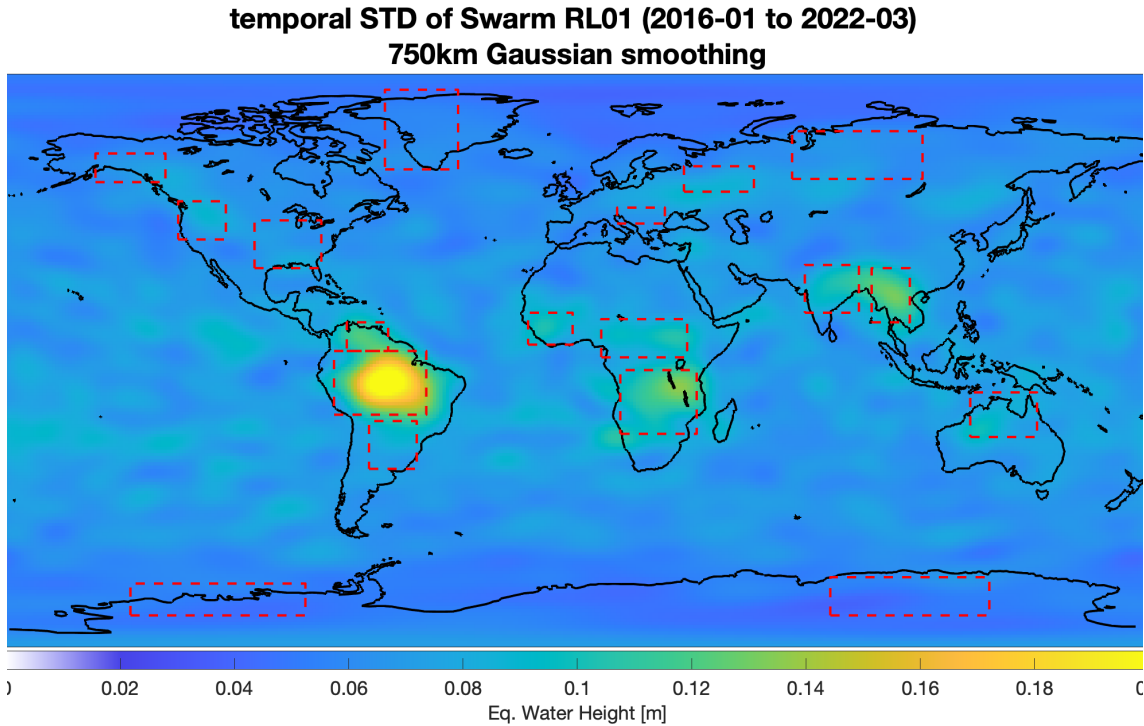 temporal STD of Swarm RL01 (2016-01 to 2022-03)
750km Gaussian smoothing
0.02 0.04 0.06 0.08 0.1 0.12 0.14 0.16 0.18
Eq. Water Height [m]